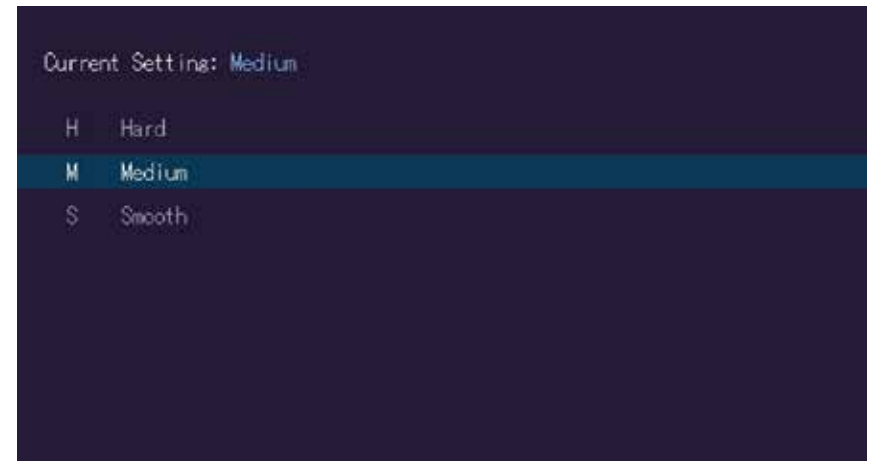 Current Setting: Medium
H Hard
M Medium
S Smooth